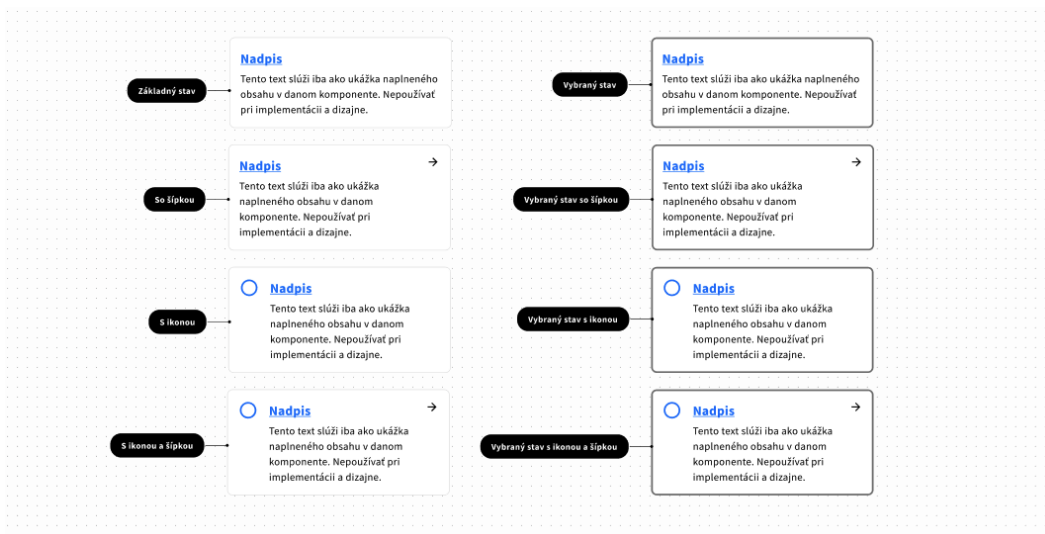 Základný stav
Nadpis
Tento text slúži iba ako ukážka naplneného
obsahu v danom komponente. Nepoužívať
pri implementácii a dizajne.
Vybraný stav
Nadpis
Tento text slúži iba ako ukážka naplneného
obsahu v danom komponente. Nepoužívať
pri implementácii a dizajne.
So šípkou
Nadpis
Tento text slúži iba ako ukážka
naplneného obsahu v danom
komponente. Nepoužívať pri
implementácii a dizajne.
Vybraný stav so šípkou
Nadpis
Tento text slúži iba ako ukážka
naplneného obsahu v danom
komponente. Nepoužívať pri
implementácii a dizajne.
S ikonou
Nadpis
Tento text slúži iba ako ukážka
naplneného obsahu v danom
komponente. Nepoužívať pri
implementácii a dizajne.
Vybraný stav s ikonou
Nadpis
Tento text slúži iba ako ukážka
naplneného obsahu v danom
komponente. Nepoužívať pri
implementácii a dizajne.
S ikonou a šípkou
Nadpis
Tento text slúži iba ako ukážka
naplneného obsahu v danom
komponente. Nepoužívať pri
implementácii a dizajne.
Vybraný stav s ikonou a šípkou
Nadpis
Tento text slúži iba ako ukážka
naplneného obsahu v danom
komponente. Nepoužívať pri
implementácii a dizajne.